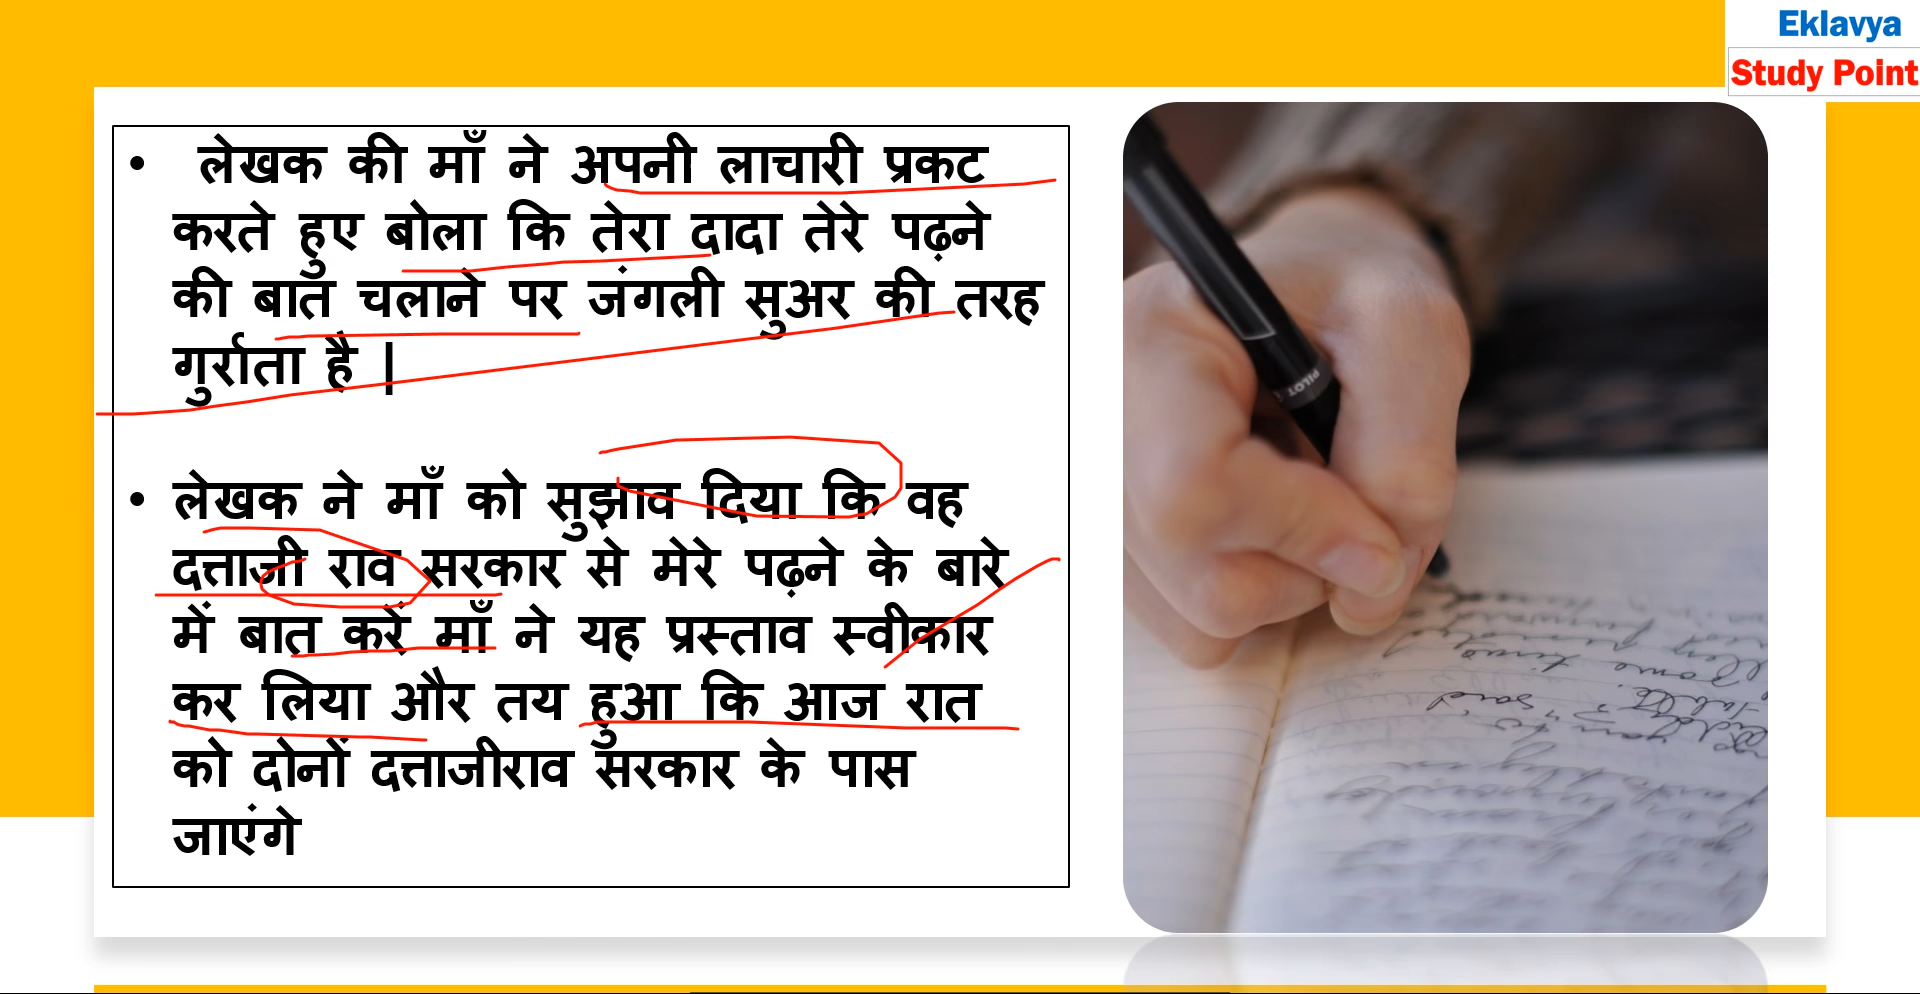 Eklavya
Study Point
• लेखक की माँ ने अपनी लाचारी प्रकट
करते हुए बोला कि तेरा दादा तेरे पढ़ने
की बात चलाने पर जंगली सुअर की तरह
गुर्राता है |
• लेखक ने माँ को सुझाव दिया कि वह
दत्ताजी राव सरकार से मेरे पढ़ने के बारे
में बात करें माँ ने यह प्रस्ताव स्वीकार
कर लिया और तय हुआ कि आज रात
को दोनों दत्ताजीराव सरकार के पास
जाएंगे
PILOT